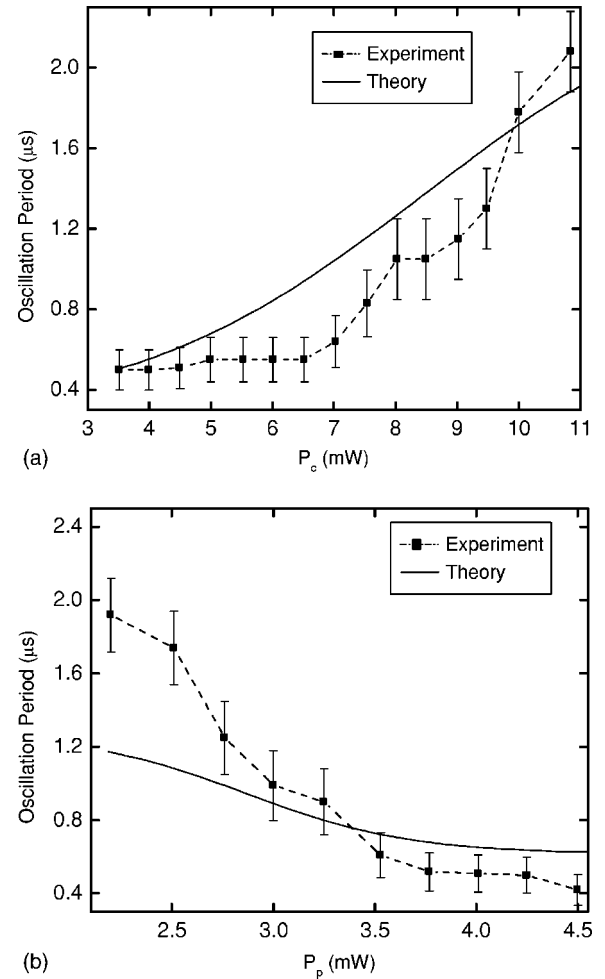 Experiment
Theory
Oscillation Period (μs)
2.0
1.6
1.2
0.8
0.4
3 4 5 6 7 8 9 10 11
(a)
P_c (mW)
Experiment
Theory
Oscillation Period (μs)
2.4
2.0
1.6
1.2
0.8
0.4
2.5 3.0 3.5 4.0 4.5
(b)
P_p (mW)